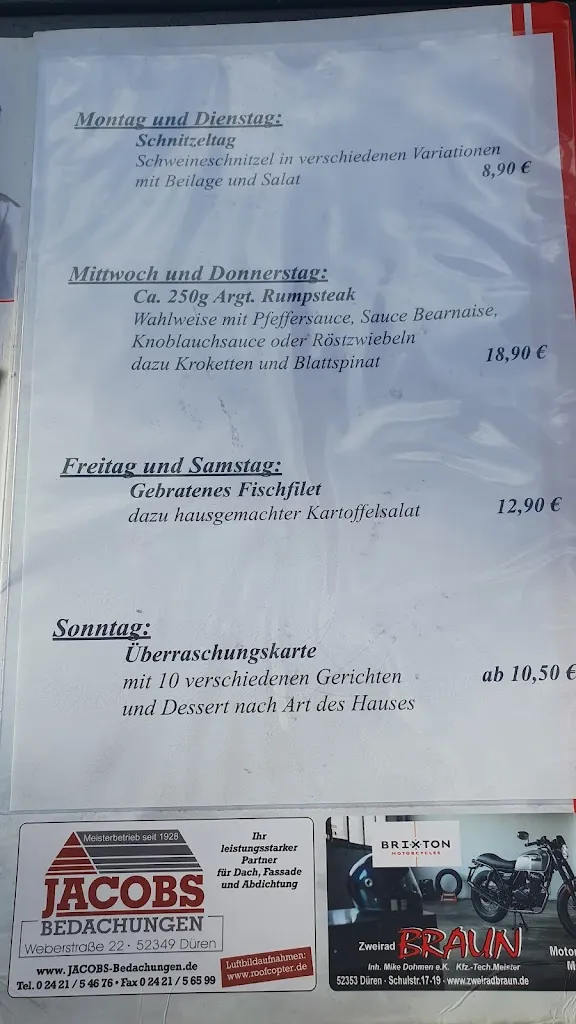 Montag und Dienstag:
Schnitzeltag
Schweineschnitzel in verschiedenen Variationen
mit Beilage und Salat 8,90 €
Mittwoch und Donnerstag:
Ca. 250g Argt. Rumpsteak
Wahlweise mit Pfeffersauce, Sauce Bearnaise,
Knoblauchsauce oder Röstzwiebeln
dazu Kroketten und Blattspinat 18,90 €
Freitag und Samstag:
Gebratenes Fischfilet
dazu hausgemachter Kartoffelsalat 12,90 €
Sonntag:
Überraschungskarte
mit 10 verschiedenen Gerichten ab 10,50 €
und Dessert nach Art des Hauses
Meisterbetrieb seit 1928
JACOBS
BEDACHUNGEN
Weberstraße 22 · 52349 Düren
www.JACOBS-Bedachungen.de
Tel. 0 24 21 / 5 46 76 • Fax 0 24 21 / 5 65 99
Ihr
leistungsstarker
Partner
für Dach, Fassade
und Abdichtung
Luftbildaufnahmen:
www.roofcopter.de
BRIXTON
MOTORCYCLES
Zweirad BRAUN
Inh. Mike Dohmen e.K. Kfz.-Tech.Meister
52353 Düren · Schulstr.17-19 · www.zweiradbraun.de